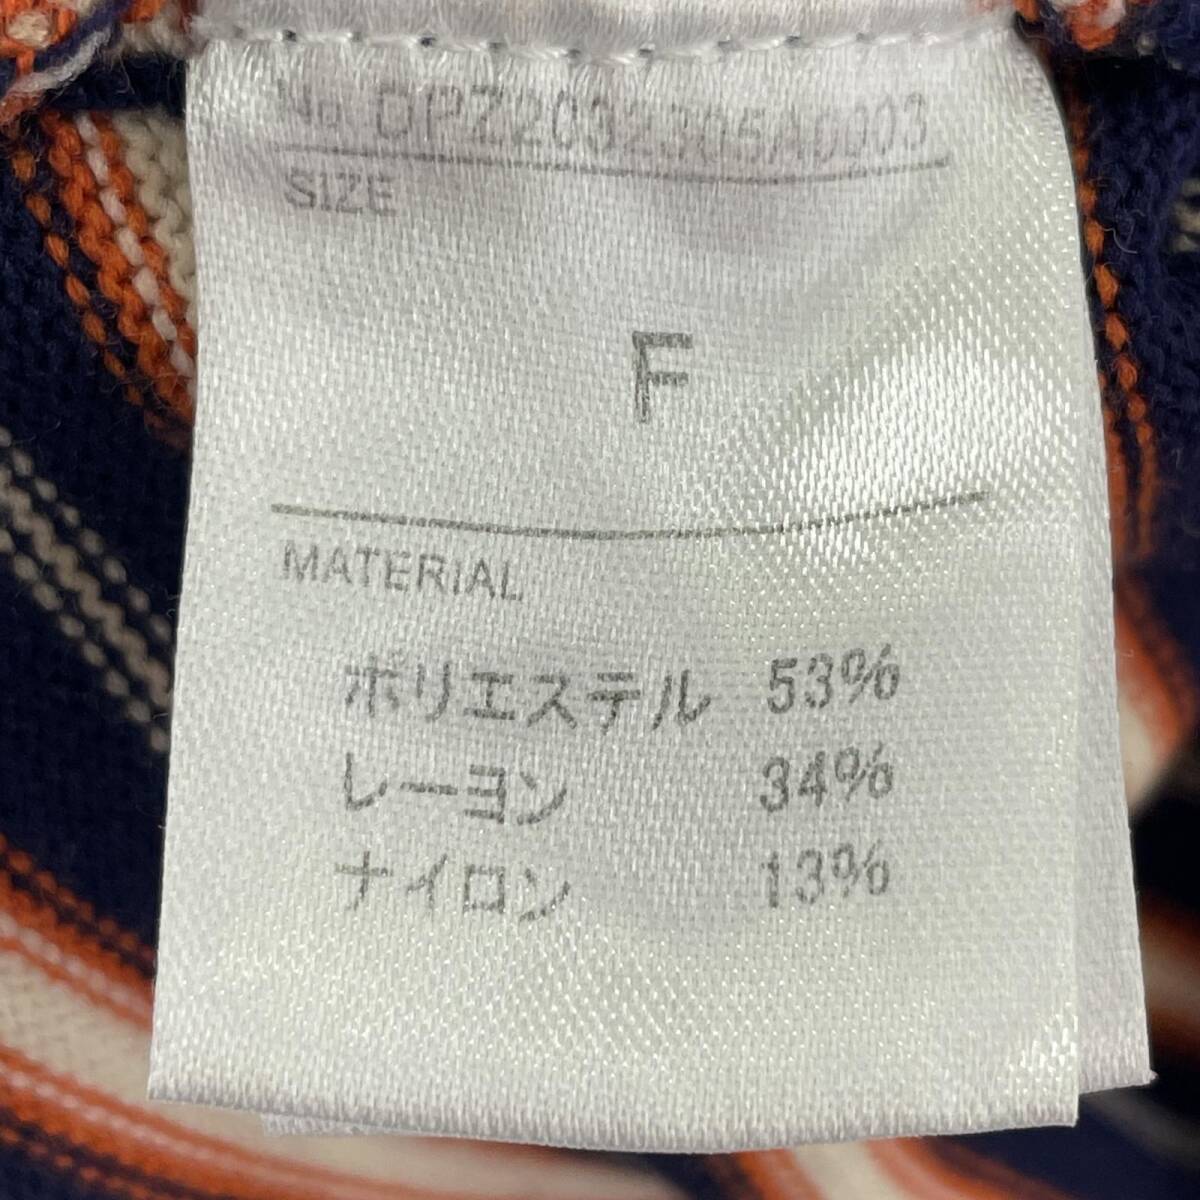 No DPZ2032305A0003
SIZE
F
MATERIAL
ポリエステル 53%
レーヨン 34%
ナイロン 13%